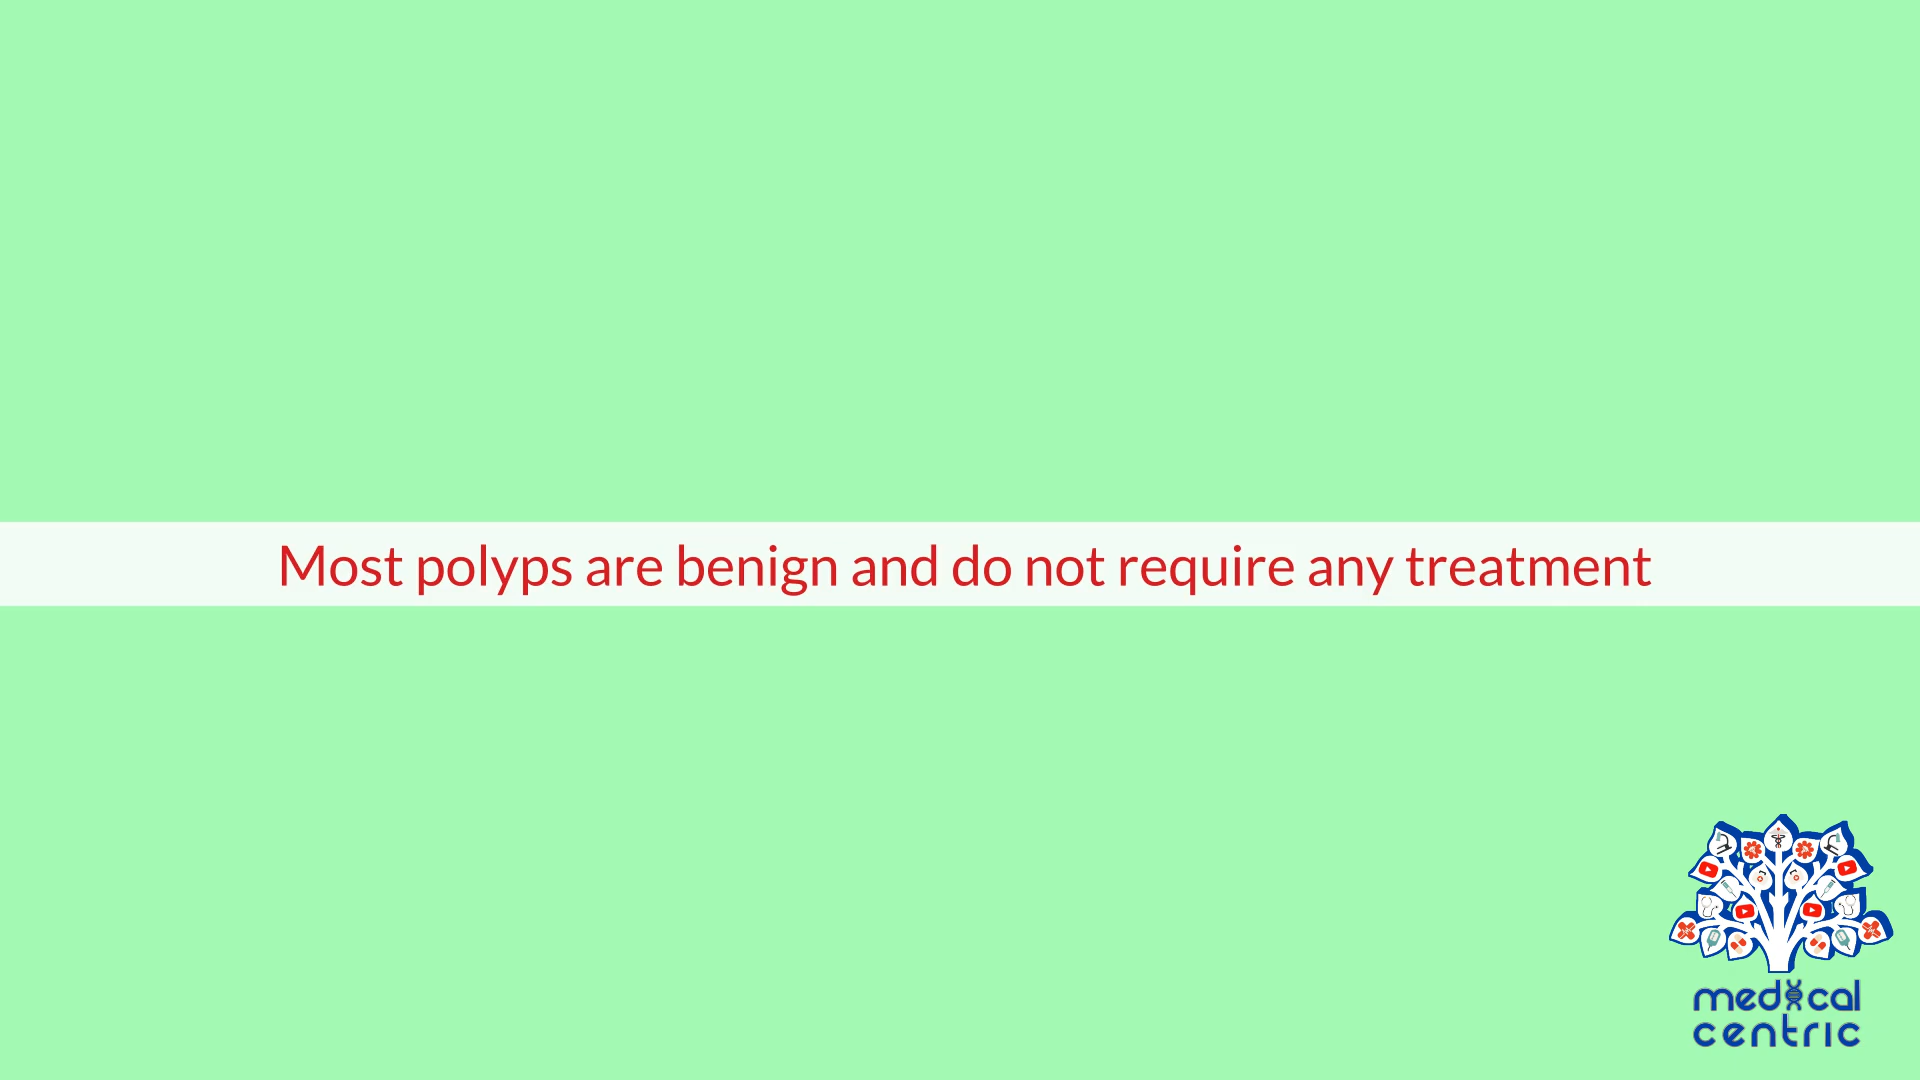 Most polyps are benign and do not require any treatment
medical
centric